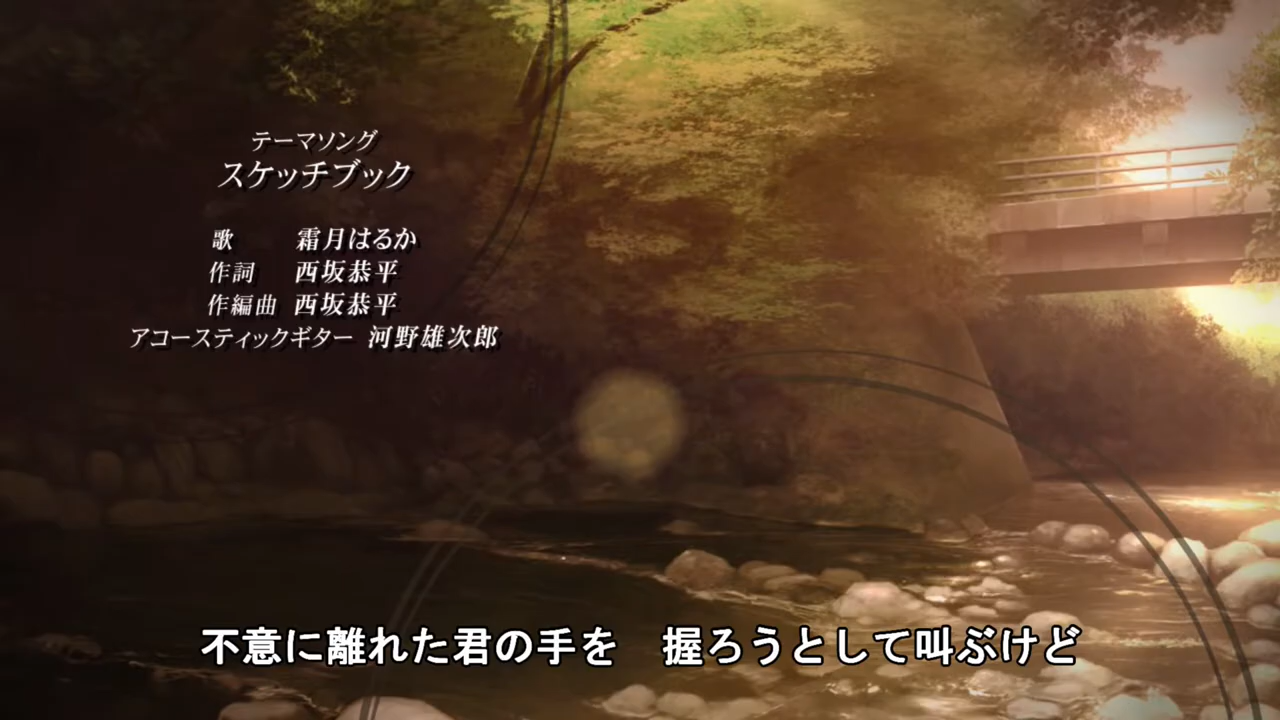 テーマソング
スケッチブック
歌 霜月はるか
作詞 西坂恭平
作編曲 西坂恭平
アコースティックギター 河野雄次郎
不意に離れた君の手を　握ろうとして叫ぶけど